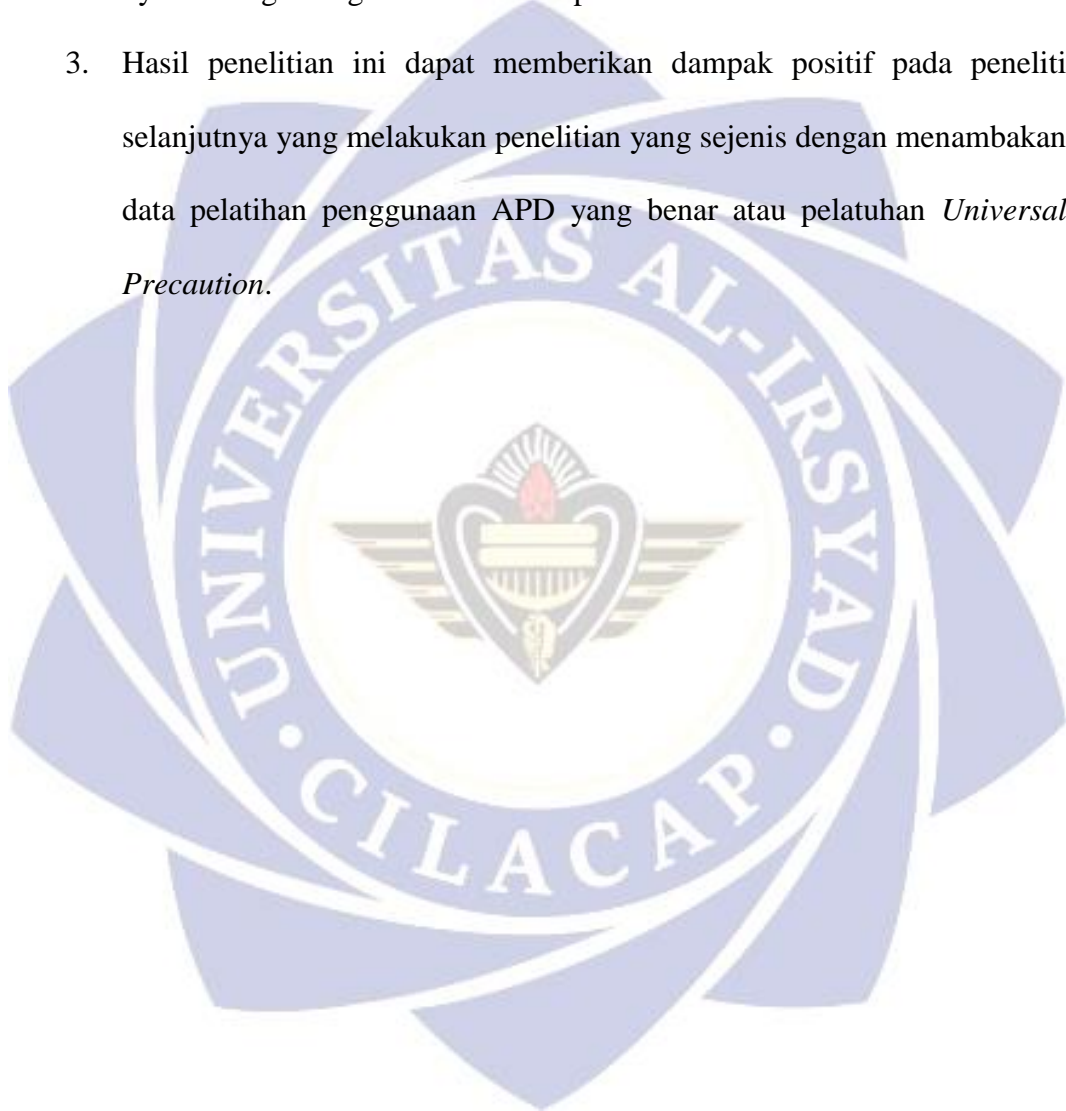 3. Hasil penelitian ini dapat memberikan dampak positif pada peneliti
selanjutnya yang melakukan penelitian yang sejenis dengan menambakan
data pelatihan penggunaan APD yang benar atau pelatuhan Universal
Precaution.
UNIVERSITAS AL-IRSYAD
• CILACAP •